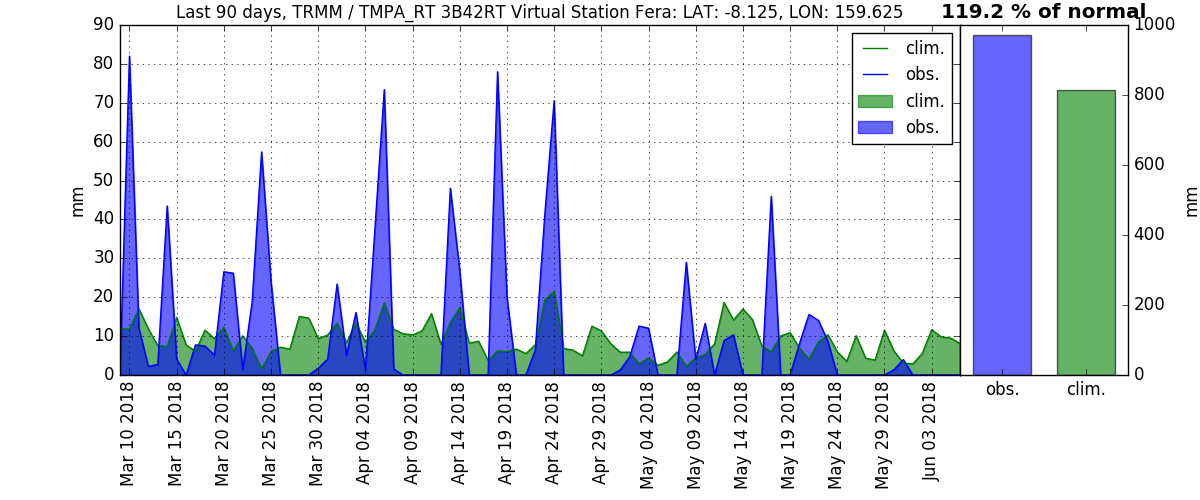 Last 90 days, TRMM / TMPA_RT 3B42RT Virtual Station Fera: LAT: -8.125, LON: 159.625
119.2 % of normal
90
80
70
60
50
40
30
20
10
0
mm
clim.
obs.
clim.
obs.
1000
800
600
400
200
0
mm
Mar 10 2018
Mar 15 2018
Mar 20 2018
Mar 25 2018
Mar 30 2018
Apr 04 2018
Apr 09 2018
Apr 14 2018
Apr 19 2018
Apr 24 2018
Apr 29 2018
May 04 2018
May 09 2018
May 14 2018
May 19 2018
May 24 2018
May 29 2018
Jun 03 2018
obs.
clim.